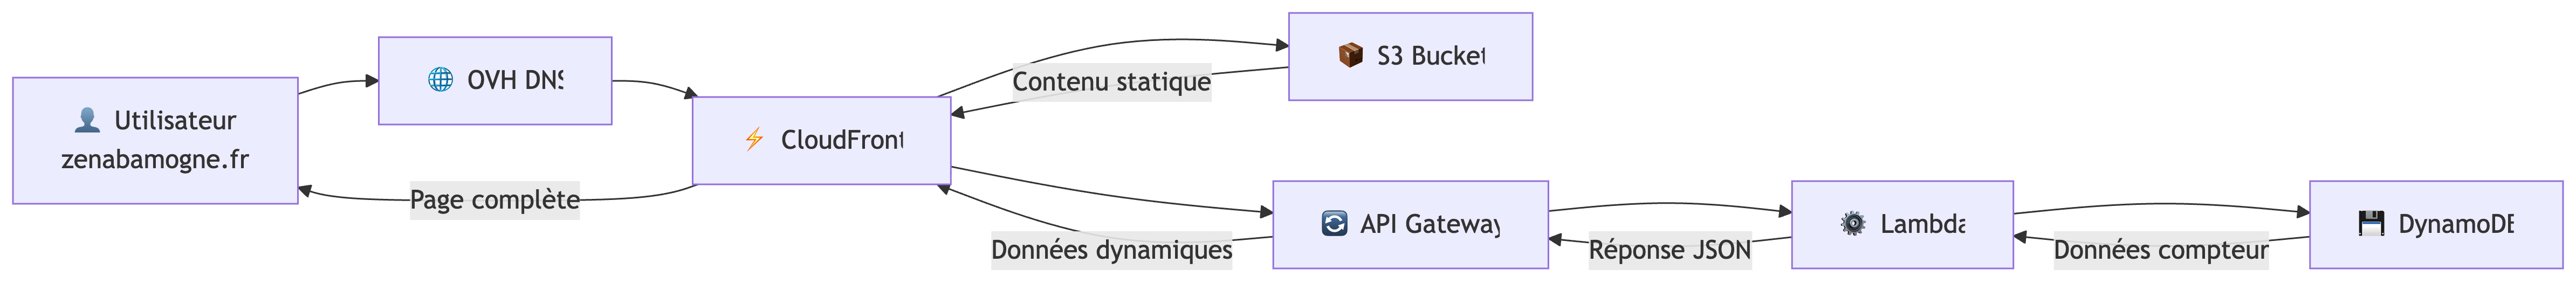 Utilisateur
zenabamogne.fr
OVH DNS
CloudFront
Page complète
S3 Bucket
Contenu statique
API Gateway
Données dynamiques
Lambda
Réponse JSON
DynamoDB
Données compteur